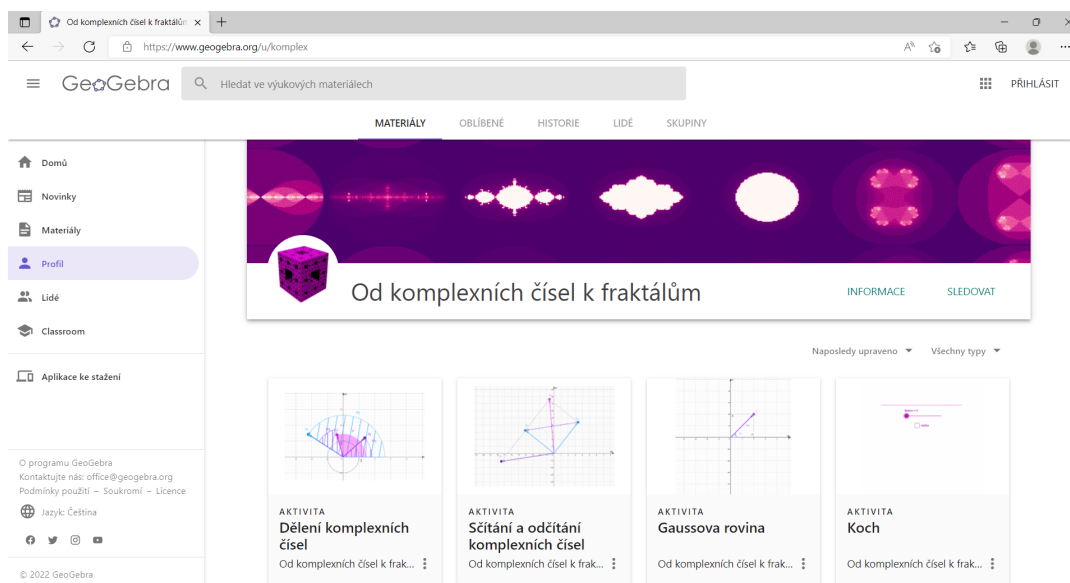 Od komplexních čísel k fraktálům
https://www.geogebra.org/u/komplex
GeoGebra
Hledat ve výukových materiálech
PŘIHLÁSIT
MATERIÁLY OBLÍBENÉ HISTORIE LIDÉ SKUPINY
Domů
Novinky
Materiály
Profil
Lidé
Classroom
Aplikace ke stažení
Od komplexních čísel k fraktálům
INFORMACE SLEDOVAT
Naposledy upraveno Všechny typy
AKTIVITA
Dělení komplexních
čísel
Od komplexních čísel k frak...
AKTIVITA
Sčítání a odčítání
komplexních čísel
Od komplexních čísel k frak...
AKTIVITA
Gaussova rovina
Od komplexních čísel k frak...
AKTIVITA
Koch
Od komplexních čísel k frak...
O programu GeoGebra
Kontaktujte nás: office@geogebra.org
Podmínky použití – Soukromí – Licence
Jazyk: Čeština
© 2022 GeoGebra